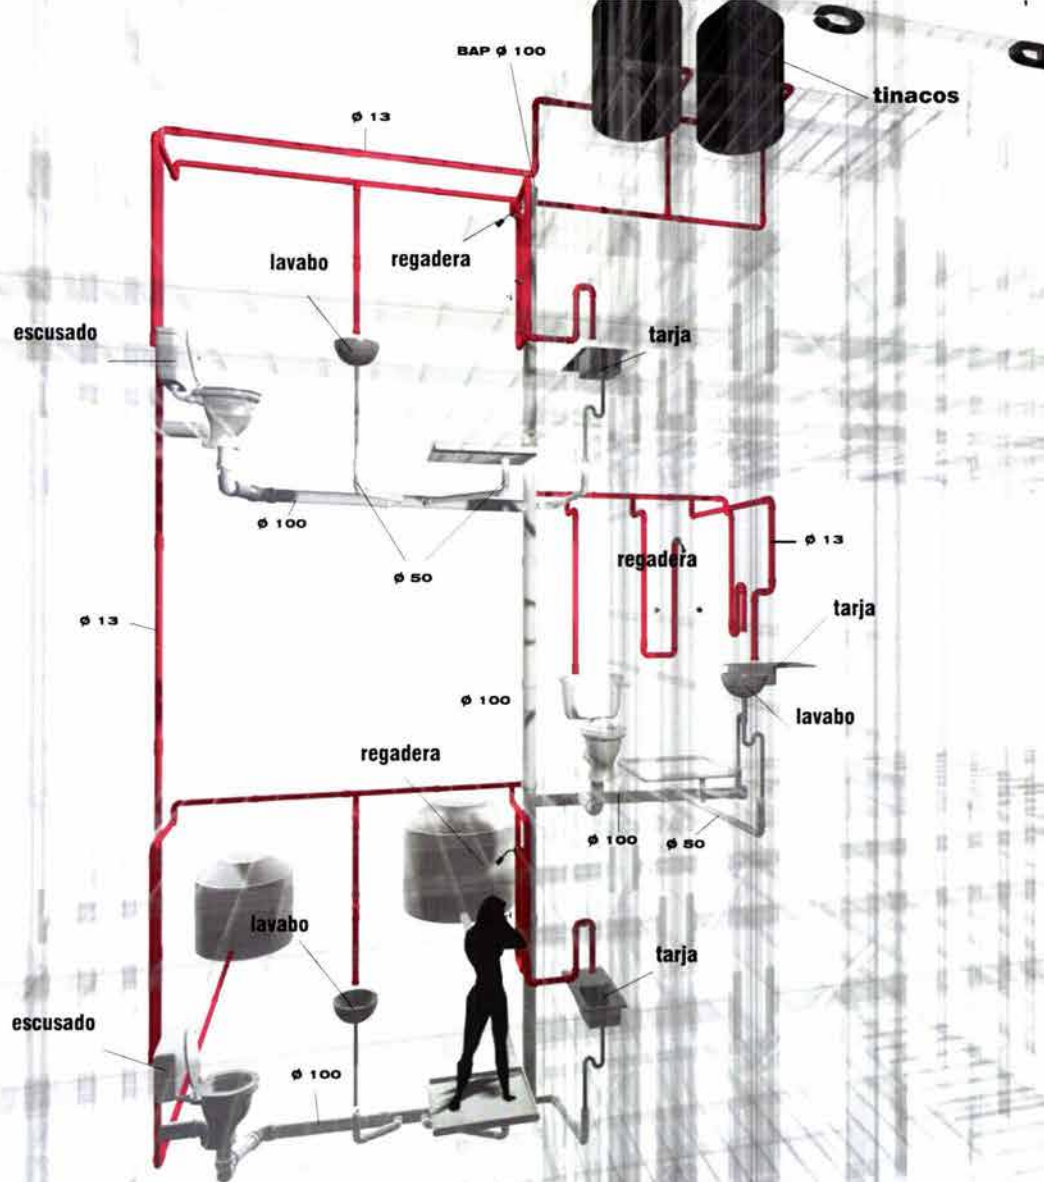 BAP ø 100
tinacos
ø 13
lavabo
regadera
escusado
tarja
ø 100
ø 50
regadera
ø 13
tarja
ø 13
ø 100
lavabo
regadera
ø 100
ø 50
lavabo
tarja
escusado
ø 100